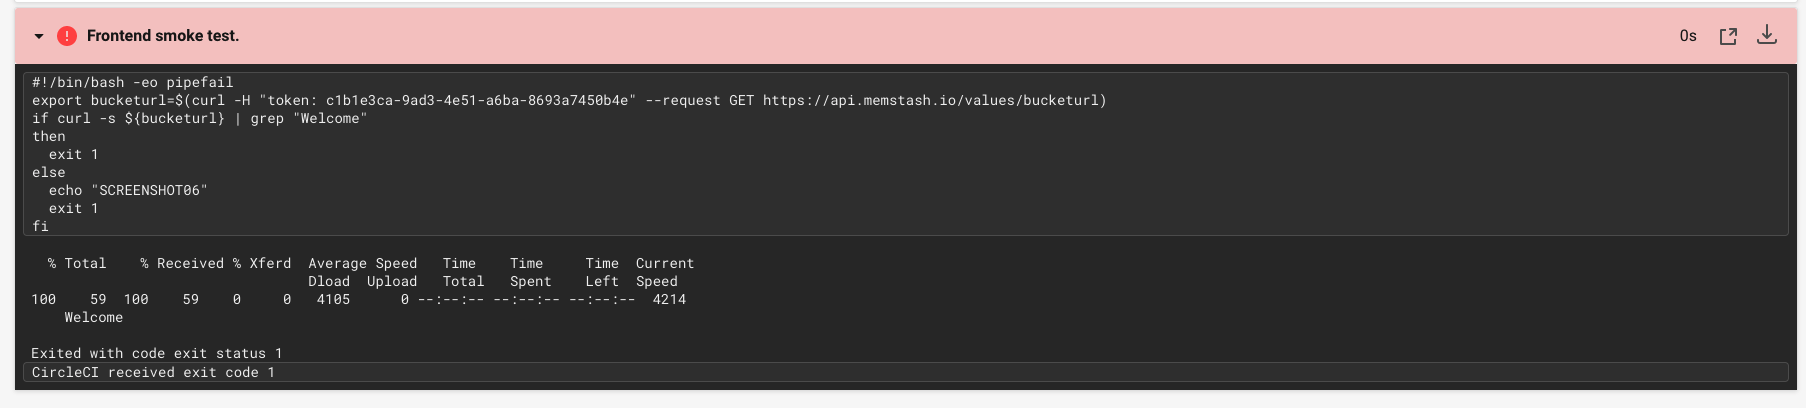 Frontend smoke test.
0s
#!/bin/bash -eo pipefail
export bucketurl=$(curl -H "token: c1b1e3ca-9ad3-4e51-a6ba-8693a7450b4e" --request GET https://api.memstash.io/values/bucketurl)
if curl -s ${bucketurl} | grep "Welcome"
then
  exit 1
else
  echo "SCREENSHOT06"
  exit 1
fi
  % Total    % Received % Xferd  Average Speed   Time    Time     Time  Current
                                 Dload  Upload   Total   Spent    Left  Speed
100    59  100    59    0     0   4105      0 --:--:-- --:--:-- --:--:--  4214
    Welcome
Exited with code exit status 1
CircleCI received exit code 1